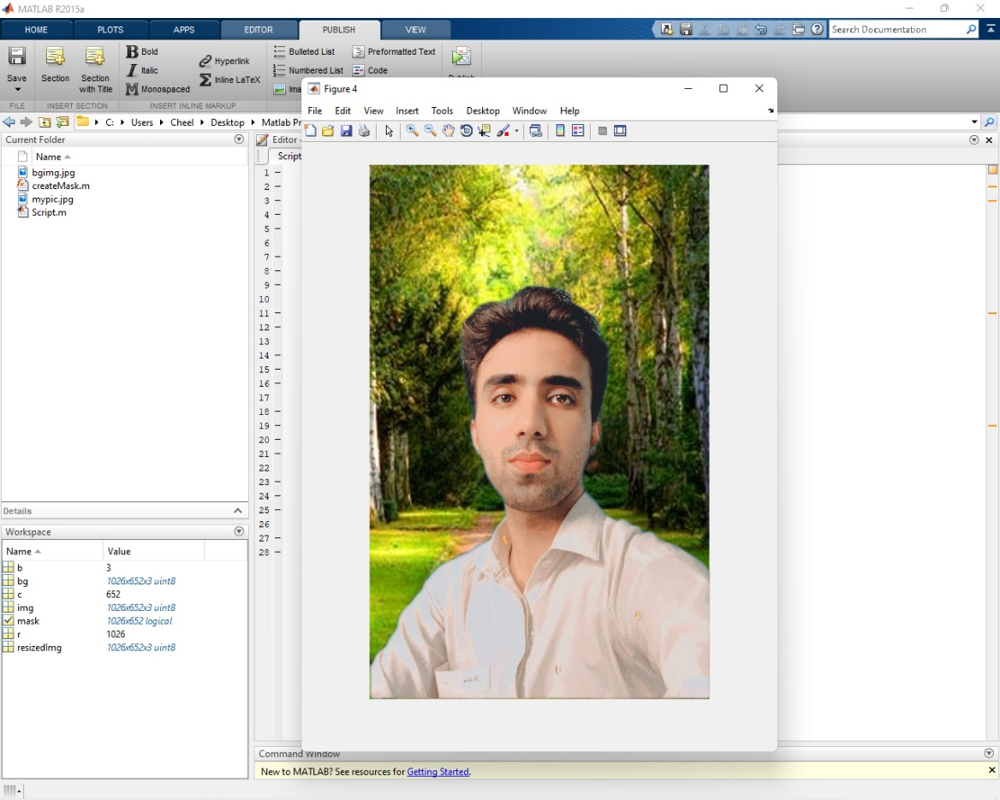 MATLAB R2015a
HOME PLOTS APPS EDITOR PUBLISH VIEW Search Documentation
Bold Bulleted List Preformatted Text
Italic Hyperlink Numbered List Code
Save Section Section with Title Monospaced Inline LaTeX
FILE INSERT SECTION INSERT INLINE MARKUP
Figure 4
File Edit View Insert Tools Desktop Window Help
C: Users Cheel Desktop Matlab Pr
Current Folder
Editor -
Name
Script
bgimg.jpg
createMask.m
mypic.jpg
Script.m
1 -
2 -
3 -
4 -
5 -
6
7 -
8 -
9 -
10
11 -
12 -
13
14 -
15 -
16 -
17
18 -
19 -
20 -
21 -
22
23 -
24 -
25 -
26
27 -
28 -
Details
Workspace
Name Value
b 3
bg 1026x652x3 uint8
c 652
img 1026x652x3 uint8
mask 1026x652 logical
r 1026
resizedImg 1026x652x3 uint8
Command Window
New to MATLAB? See resources for Getting Started.